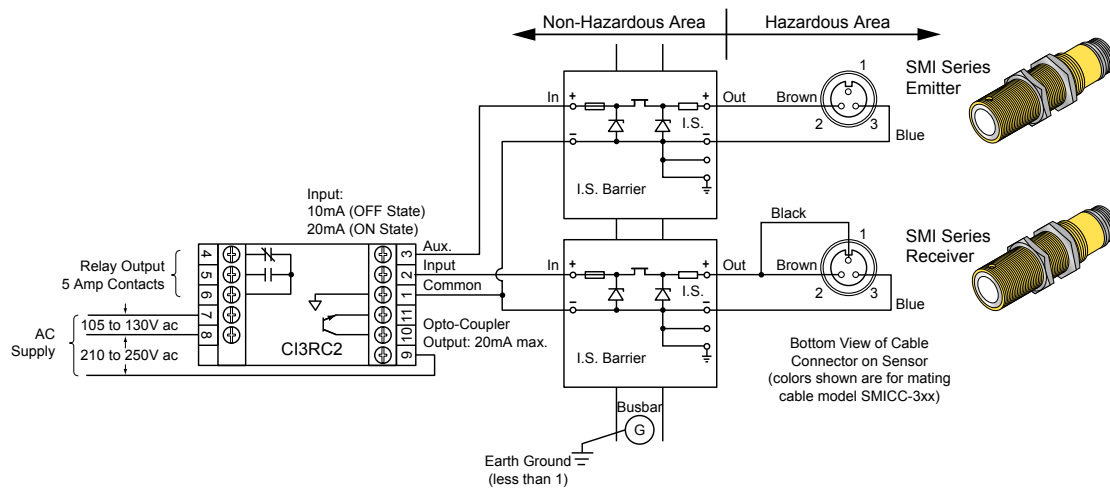 Non-Hazardous Area
Hazardous Area
SMI Series
Emitter
+
In
+
Out
I.S.
–
–
I.S. Barrier
Brown
1
2
3
Blue
Input:
10mA (OFF State)
20mA (ON State)
Relay Output
5 Amp Contacts
AC
Supply
105 to 130V ac
210 to 250V ac
4
5
6
7
8
CI3RC2
3
2
1
11
10
9
Aux.
Input
Common
Opto-Coupler
Output: 20mA max.
+
In
+
Out
I.S.
–
–
I.S. Barrier
Black
Brown
1
2
3
Blue
SMI Series
Receiver
Bottom View of Cable
Connector on Sensor
(colors shown are for mating
cable model SMICC-3xx)
Busbar
G
Earth Ground
(less than 1)